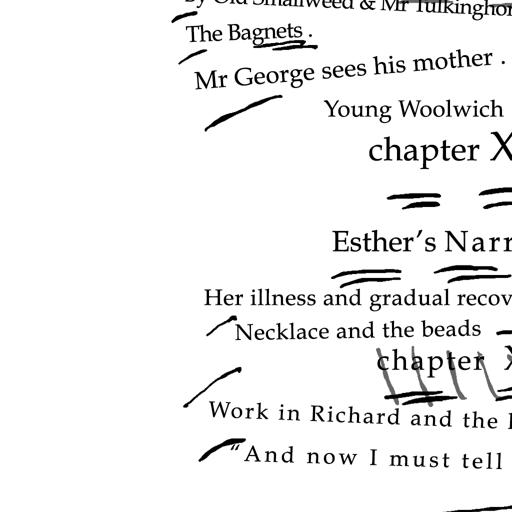 by Old Smallweed & Mr Tulkinghor
The Bagnets .
Mr George sees his mother .
Young Woolwich
chapter X
Esther's Narr
Her illness and gradual recov
Necklace and the beads
chapter X
Work in Richard and the
"And now I must tell